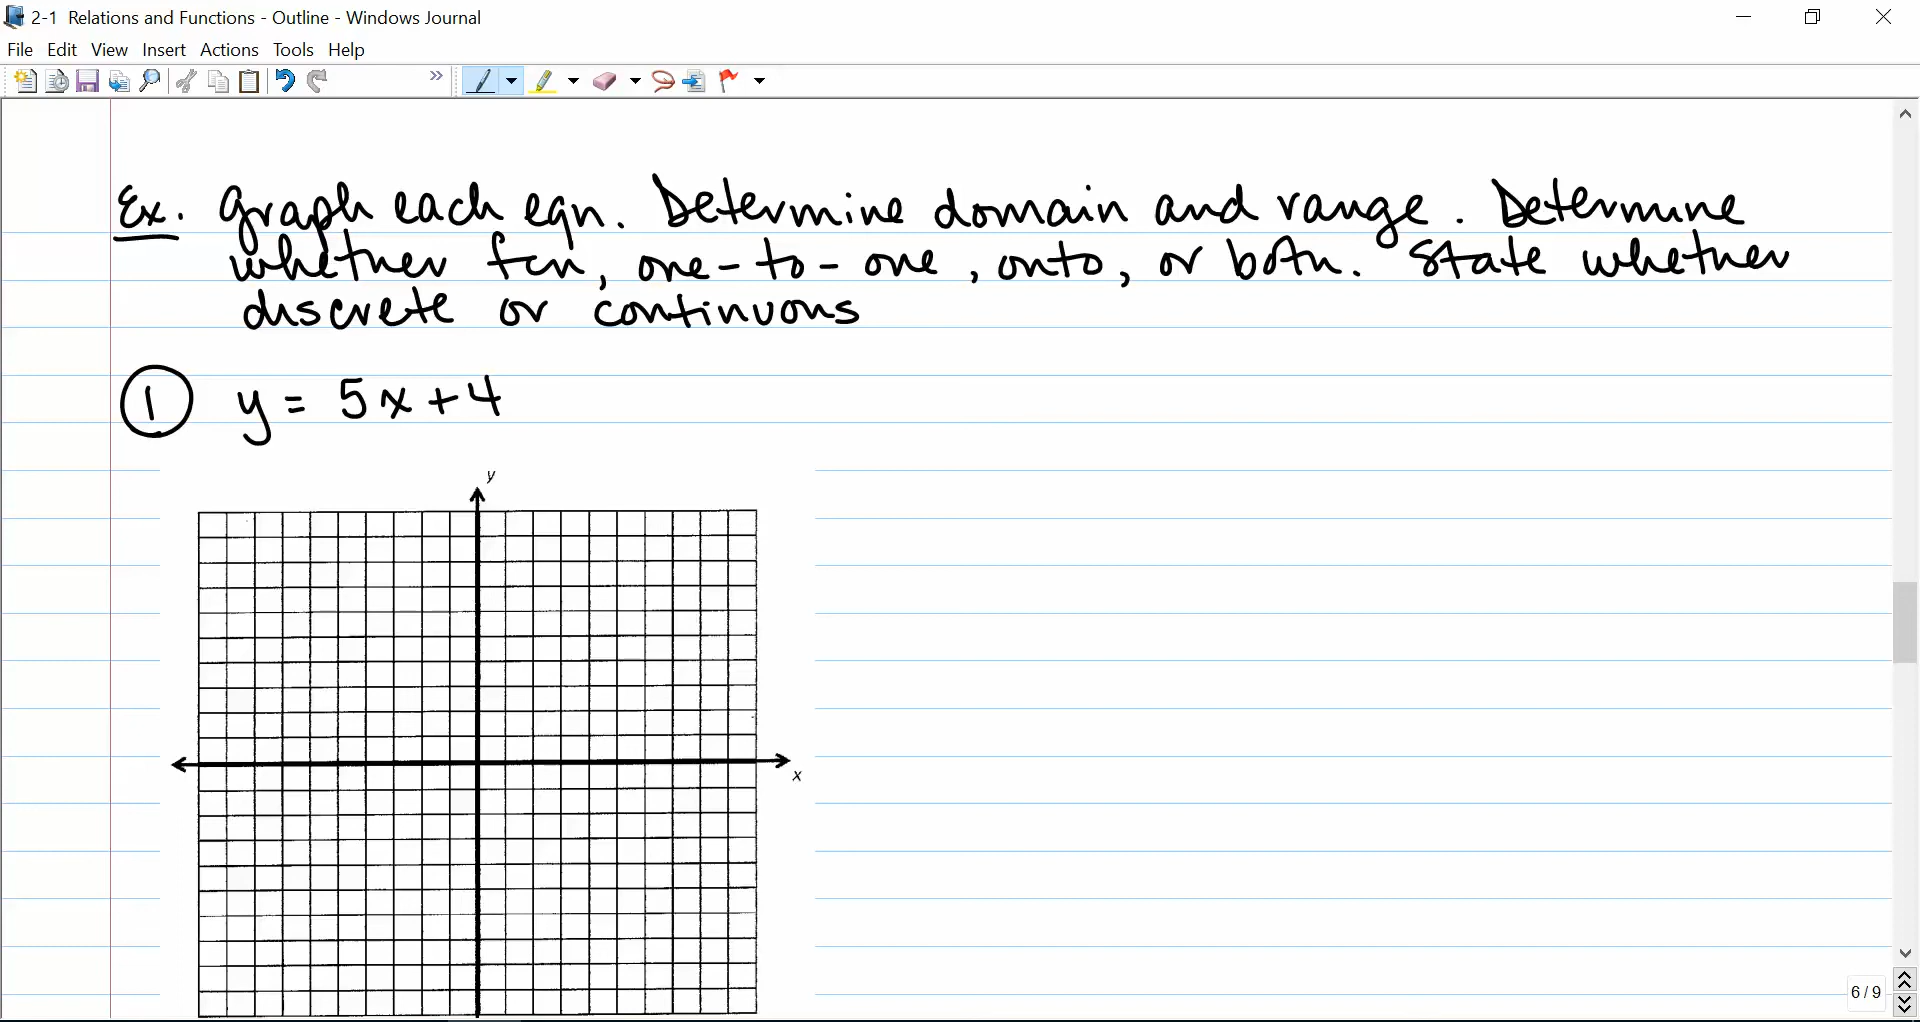 2-1 Relations and Functions - Outline - Windows Journal
File Edit View Insert Actions Tools Help
Ex. Graph each eqn. Determine domain and range. Determine
whether fcn, one-to-one, onto, or both. State whether
discrete or continuous
1 y = 5x+4
y
x
6 / 9